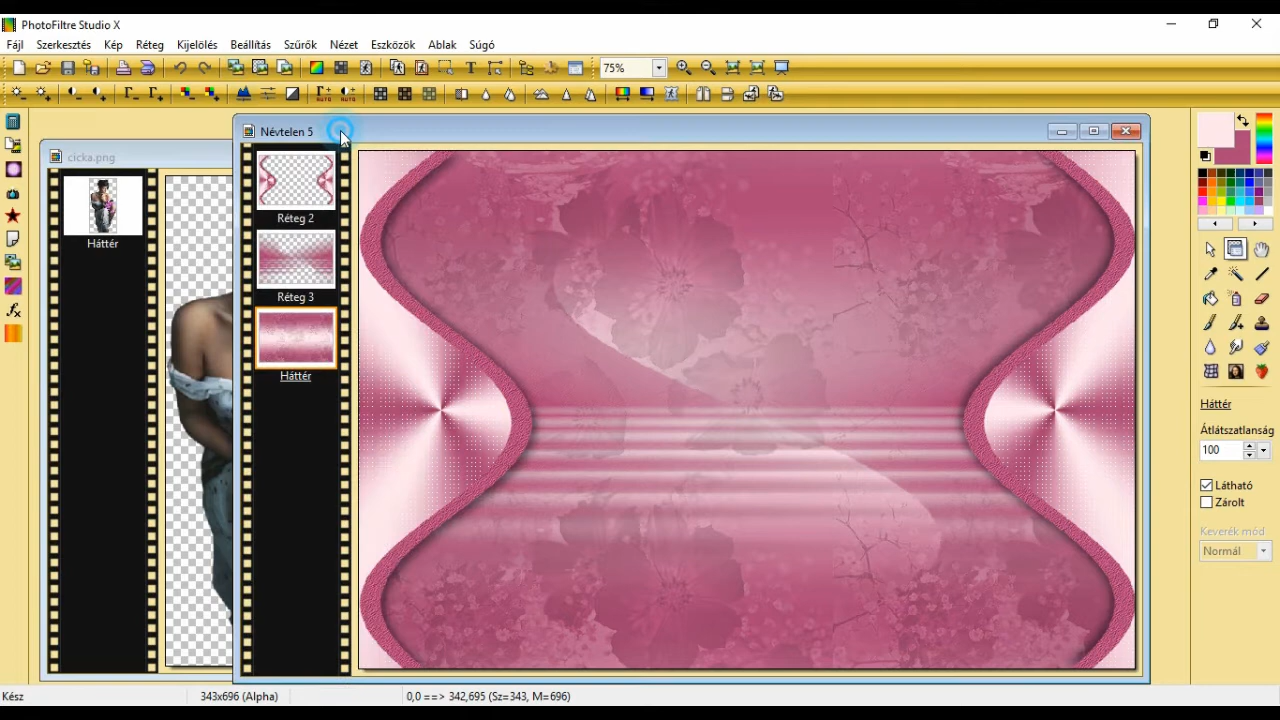 PhotoFiltre Studio X
Fájl Szerkesztés Kép Réteg Kijelölés Beállítás Szűrők Nézet Eszközök Ablak Súgó
75%
AUTO AUTO
Névtelen 5
cicka.png
Háttér
Réteg 2
Réteg 3
Háttér
Háttér
Átlátszatlanság
100
Látható
Zárolt
Keverék mód
Normál
Kész 343x696 (Alpha) 0,0 ==> 342,695 (Sz=343, M=696)